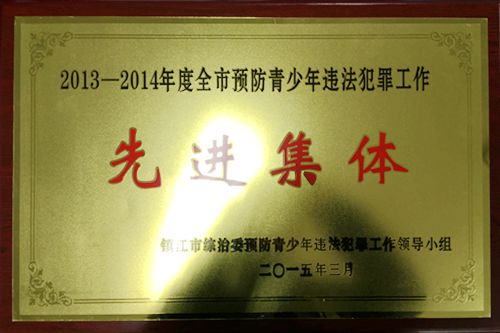 2013—2014年度全市预防青少年违法犯罪工作
先进集体
镇江市综治委预防青少年违法犯罪工作领导小组
二〇一五年三月